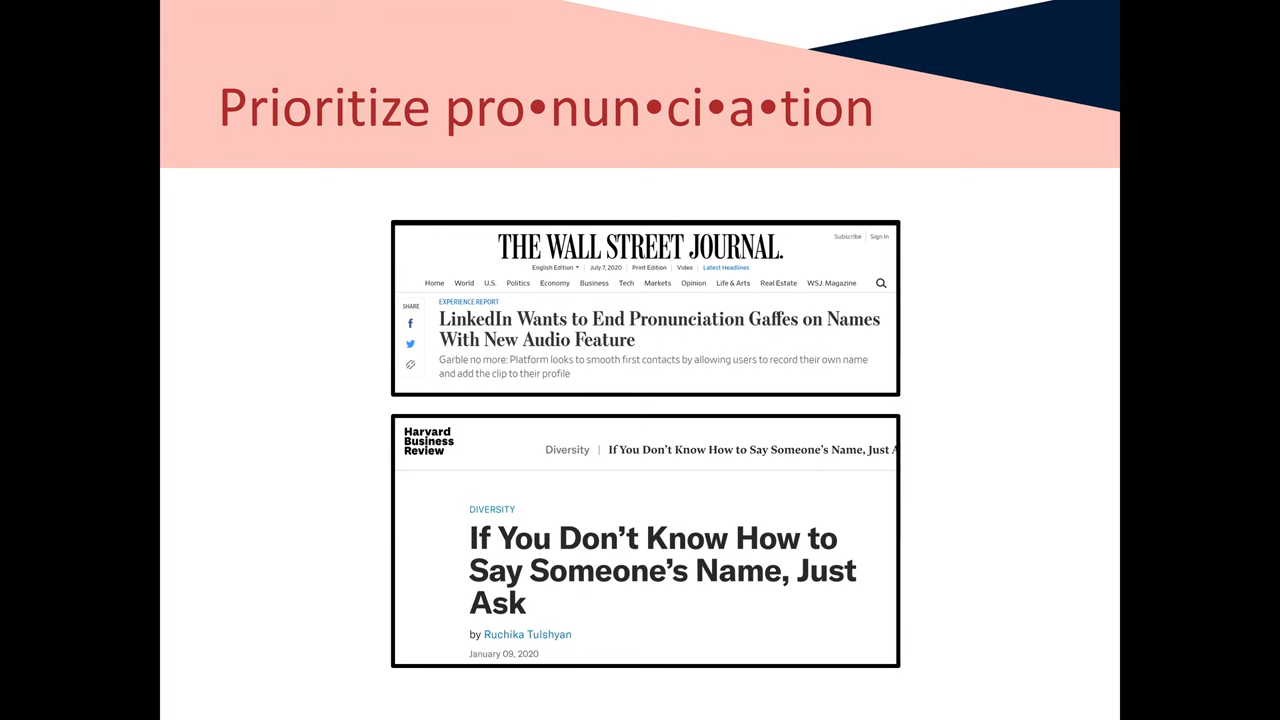 Prioritize pro•nun•ci•a•tion
THE WALL STREET JOURNAL.
Subscribe | Sign In
English Edition | July 7, 2020 | Print Edition | Video | Latest Headlines
Home World U.S. Politics Economy Business Tech Markets Opinion Life & Arts Real Estate WSJ. Magazine
SHARE
EXPERIENCE REPORT
LinkedIn Wants to End Pronunciation Gaffes on Names
With New Audio Feature
Garble no more: Platform looks to smooth first contacts by allowing users to record their own name
and add the clip to their profile
Harvard
Business
Review
Diversity | If You Don't Know How to Say Someone's Name, Just A
DIVERSITY
If You Don't Know How to
Say Someone's Name, Just
Ask
by Ruchika Tulshyan
January 09, 2020